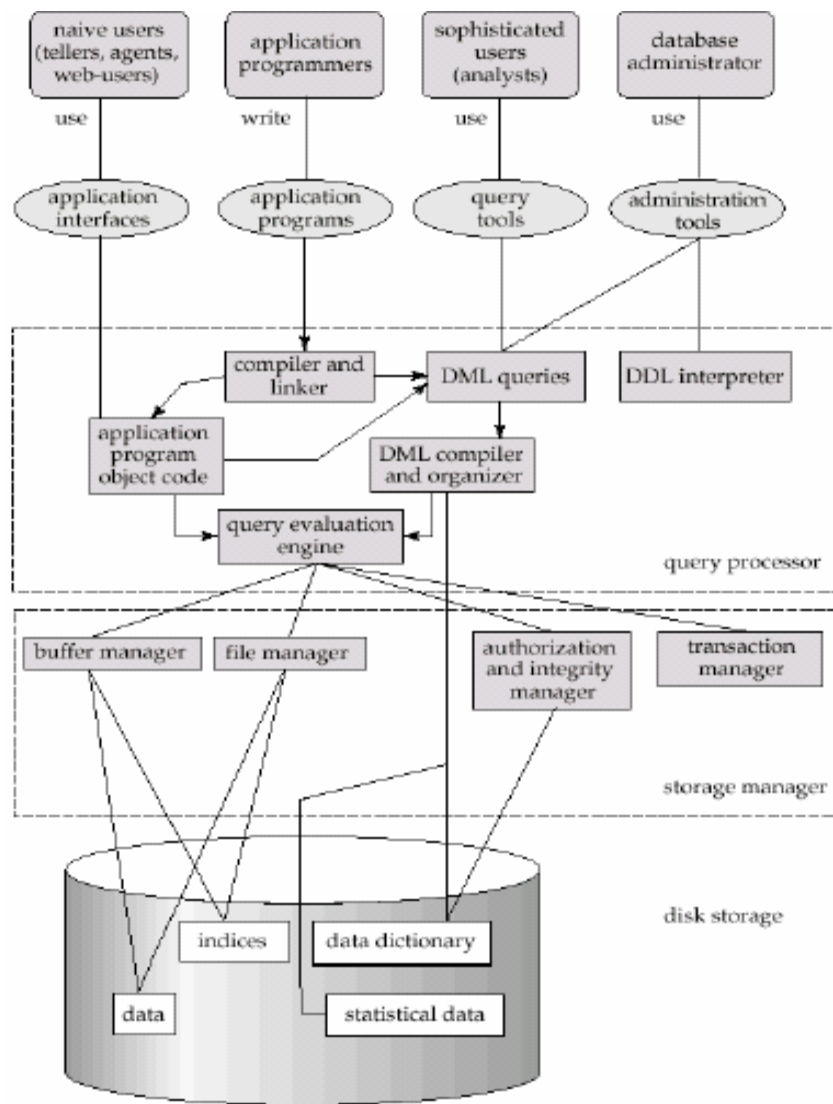 naive users
(tellers, agents,
web-users)
application
programmers
sophisticated
users
(analysts)
database
administrator
use
write
use
use
application
interfaces
application
programs
query
tools
administration
tools
compiler and
linker
DML queries
DDL interpreter
application
program
object code
DML compiler
and organizer
query evaluation
engine
query processor
buffer manager
file manager
authorization
and integrity
manager
transaction
manager
storage manager
disk storage
indices
data dictionary
data
statistical data